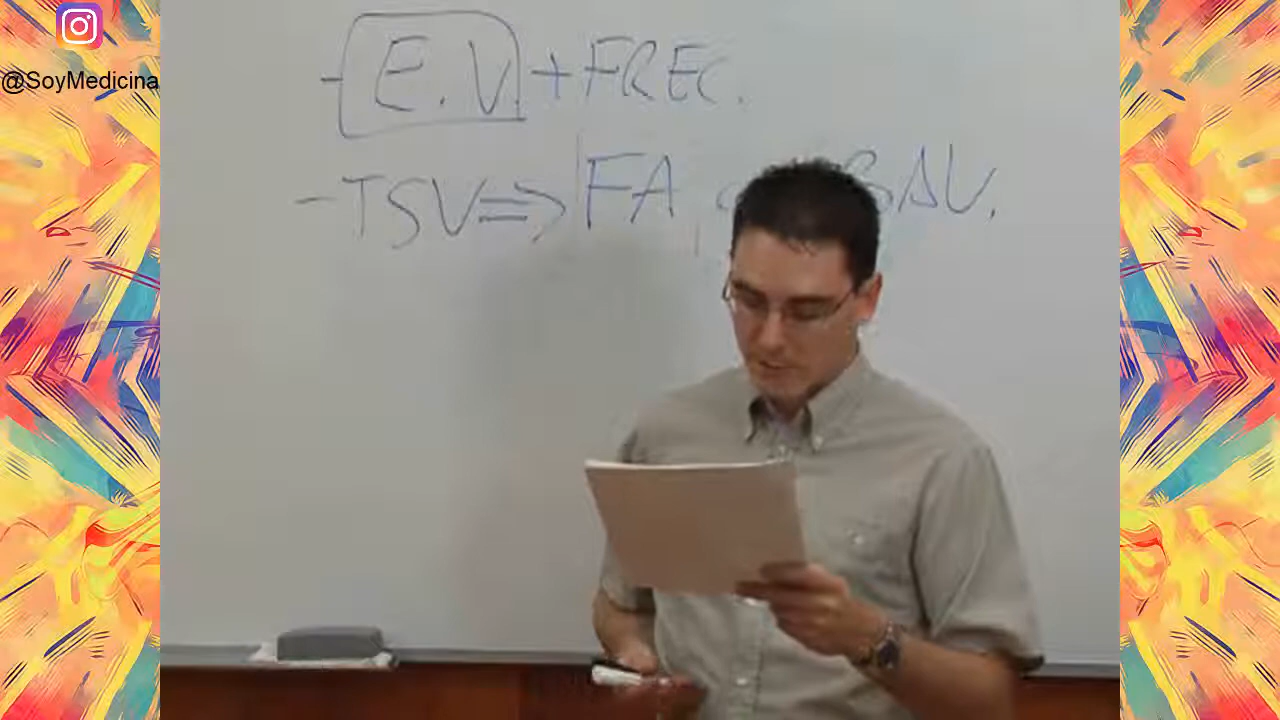 @SoyMedicina
- E.V. + FREC.
- TSV => FA